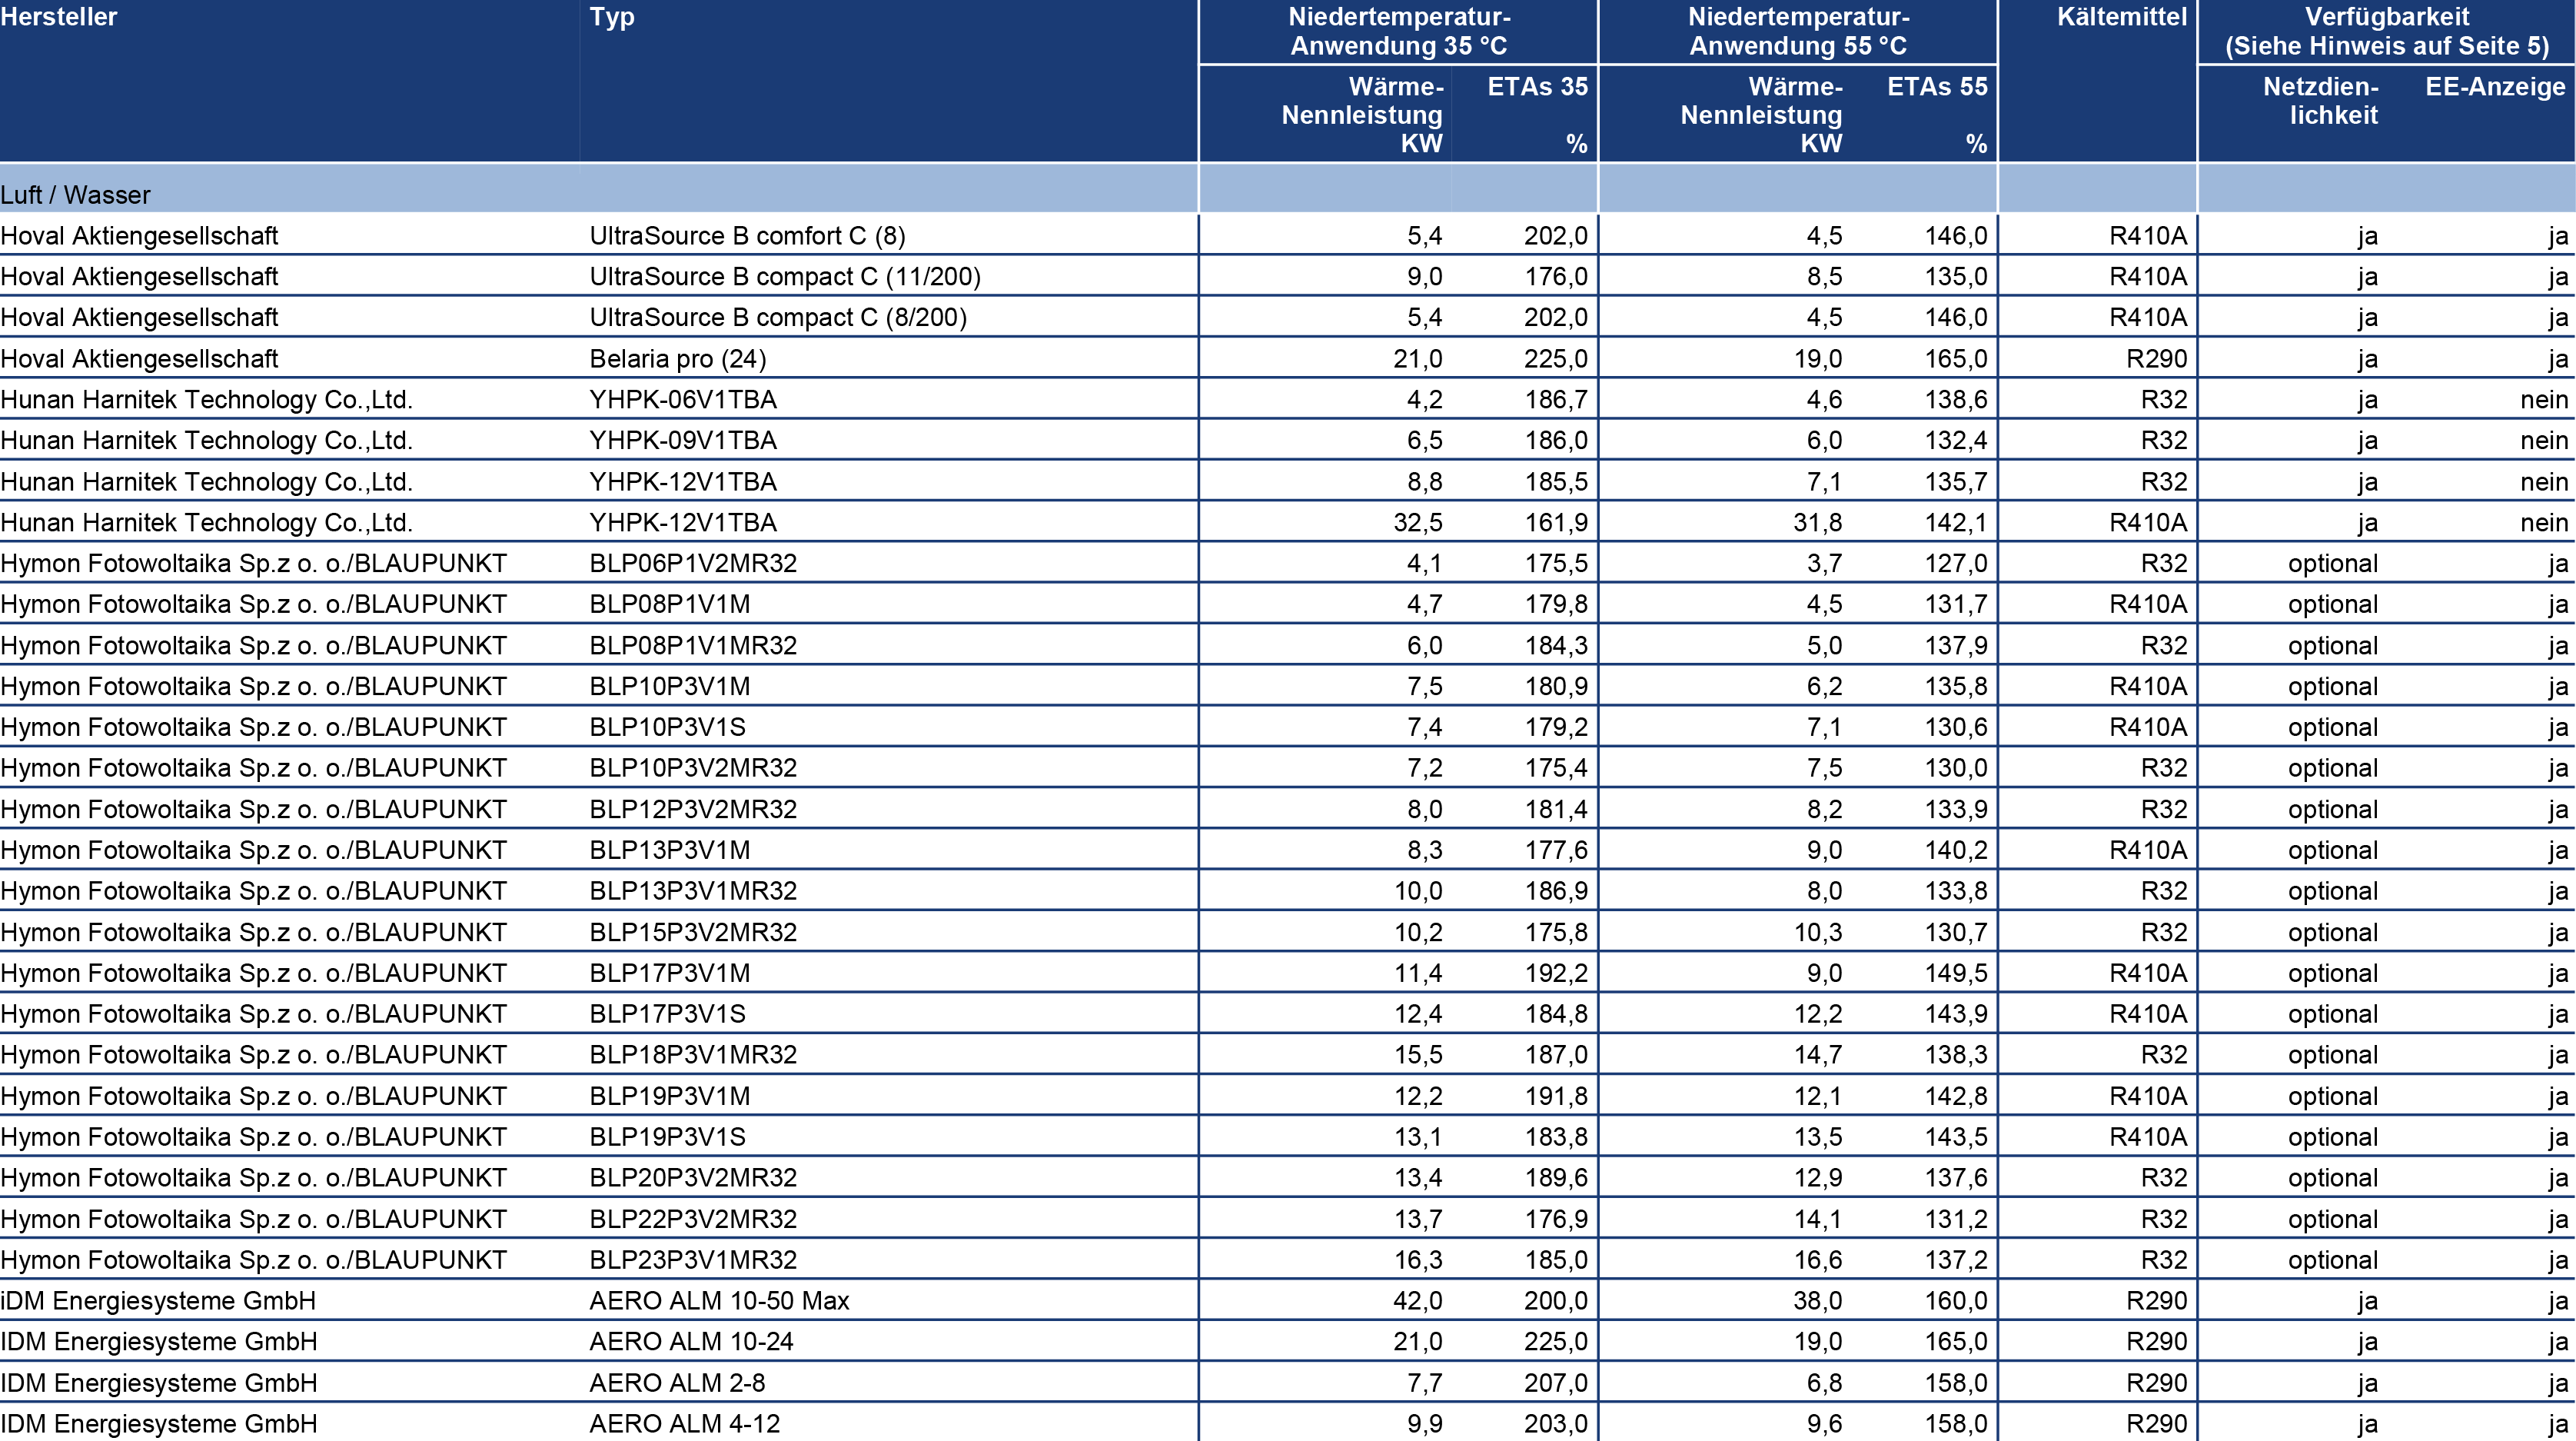 Hersteller Typ Niedertemperatur- Niedertemperatur- Kältemittel Verfügbarkeit
Anwendung 35 °C Anwendung 55 °C (Siehe Hinweis auf Seite 5)
Wärme- ETAs 35 Wärme- ETAs 55 Netzdien- EE-Anzeige
Nennleistung Nennleistung lichkeit
KW % KW %
Luft / Wasser
Hoval Aktiengesellschaft UltraSource B comfort C (8) 5,4 202,0 4,5 146,0 R410A ja ja
Hoval Aktiengesellschaft UltraSource B compact C (11/200) 9,0 176,0 8,5 135,0 R410A ja ja
Hoval Aktiengesellschaft UltraSource B compact C (8/200) 5,4 202,0 4,5 146,0 R410A ja ja
Hoval Aktiengesellschaft Belaria pro (24) 21,0 225,0 19,0 165,0 R290 ja ja
Hunan Harnitek Technology Co.,Ltd. YHPK-06V1TBA 4,2 186,7 4,6 138,6 R32 ja nein
Hunan Harnitek Technology Co.,Ltd. YHPK-09V1TBA 6,5 186,0 6,0 132,4 R32 ja nein
Hunan Harnitek Technology Co.,Ltd. YHPK-12V1TBA 8,8 185,5 7,1 135,7 R32 ja nein
Hunan Harnitek Technology Co.,Ltd. YHPK-12V1TBA 32,5 161,9 31,8 142,1 R410A ja nein
Hymon Fotowoltaika Sp.z o. o./BLAUPUNKT BLP06P1V2MR32 4,1 175,5 3,7 127,0 R32 optional ja
Hymon Fotowoltaika Sp.z o. o./BLAUPUNKT BLP08P1V1M 4,7 179,8 4,5 131,7 R410A optional ja
Hymon Fotowoltaika Sp.z o. o./BLAUPUNKT BLP08P1V1MR32 6,0 184,3 5,0 137,9 R32 optional ja
Hymon Fotowoltaika Sp.z o. o./BLAUPUNKT BLP10P3V1M 7,5 180,9 6,2 135,8 R410A optional ja
Hymon Fotowoltaika Sp.z o. o./BLAUPUNKT BLP10P3V1S 7,4 179,2 7,1 130,6 R410A optional ja
Hymon Fotowoltaika Sp.z o. o./BLAUPUNKT BLP10P3V2MR32 7,2 175,4 7,5 130,0 R32 optional ja
Hymon Fotowoltaika Sp.z o. o./BLAUPUNKT BLP12P3V2MR32 8,0 181,4 8,2 133,9 R32 optional ja
Hymon Fotowoltaika Sp.z o. o./BLAUPUNKT BLP13P3V1M 8,3 177,6 9,0 140,2 R410A optional ja
Hymon Fotowoltaika Sp.z o. o./BLAUPUNKT BLP13P3V1MR32 10,0 186,9 8,0 133,8 R32 optional ja
Hymon Fotowoltaika Sp.z o. o./BLAUPUNKT BLP15P3V2MR32 10,2 175,8 10,3 130,7 R32 optional ja
Hymon Fotowoltaika Sp.z o. o./BLAUPUNKT BLP17P3V1M 11,4 192,2 9,0 149,5 R410A optional ja
Hymon Fotowoltaika Sp.z o. o./BLAUPUNKT BLP17P3V1S 12,4 184,8 12,2 143,9 R410A optional ja
Hymon Fotowoltaika Sp.z o. o./BLAUPUNKT BLP18P3V1MR32 15,5 187,0 14,7 138,3 R32 optional ja
Hymon Fotowoltaika Sp.z o. o./BLAUPUNKT BLP19P3V1M 12,2 191,8 12,1 142,8 R410A optional ja
Hymon Fotowoltaika Sp.z o. o./BLAUPUNKT BLP19P3V1S 13,1 183,8 13,5 143,5 R410A optional ja
Hymon Fotowoltaika Sp.z o. o./BLAUPUNKT BLP20P3V2MR32 13,4 189,6 12,9 137,6 R32 optional ja
Hymon Fotowoltaika Sp.z o. o./BLAUPUNKT BLP22P3V2MR32 13,7 176,9 14,1 131,2 R32 optional ja
Hymon Fotowoltaika Sp.z o. o./BLAUPUNKT BLP23P3V1MR32 16,3 185,0 16,6 137,2 R32 optional ja
iDM Energiesysteme GmbH AERO ALM 10-50 Max 42,0 200,0 38,0 160,0 R290 ja ja
IDM Energiesysteme GmbH AERO ALM 10-24 21,0 225,0 19,0 165,0 R290 ja ja
IDM Energiesysteme GmbH AERO ALM 2-8 7,7 207,0 6,8 158,0 R290 ja ja
IDM Energiesysteme GmbH AERO ALM 4-12 9,9 203,0 9,6 158,0 R290 ja ja